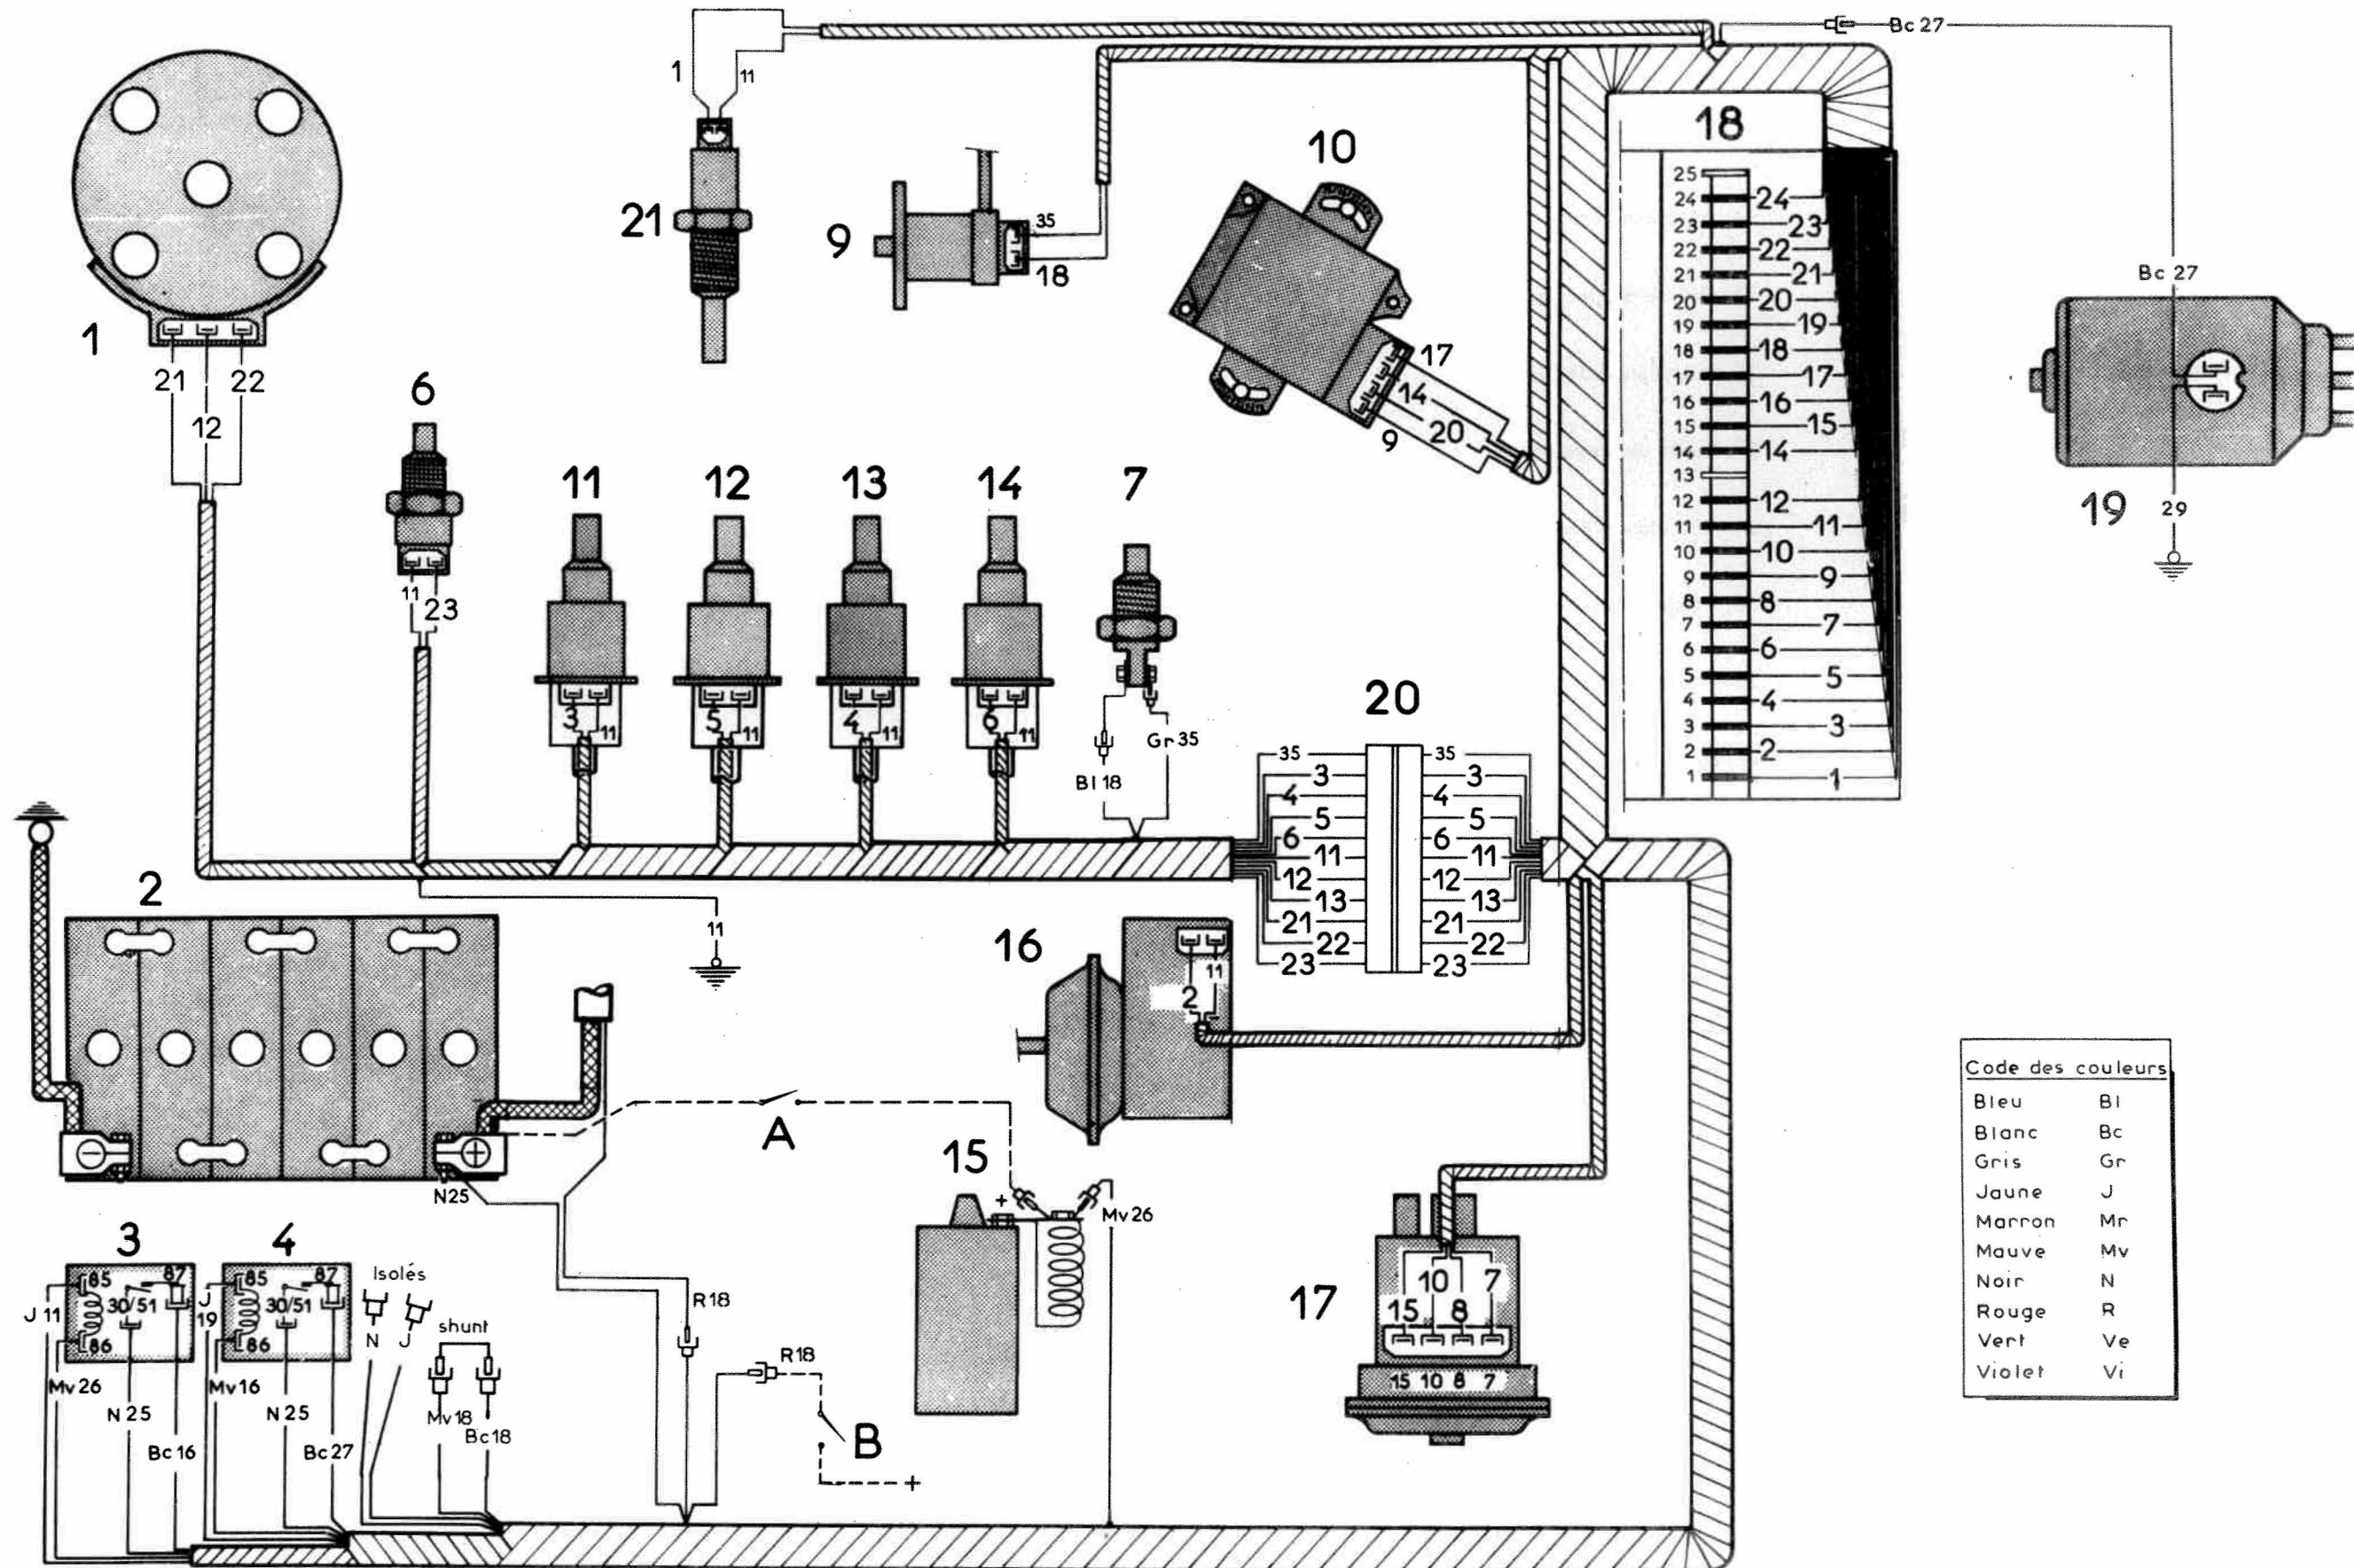 1
21
12
22
6
11
23
21
1
11
9
35
18
10
17
14
20
9
Bc 27
18
25
24 24
23 23
22 22
21 21
20 20
19 19
18 18
17 17
16 16
15 15
14 14
13
12 12
11 11
10 10
9 9
8 8
7 7
6 6
5 5
4 4
3 3
2 2
1 1
Bc 27
19
29
11
3 11
12
5 11
13
4 11
14
6 11
7
Bl 18
Gr 35
20
35 35
3 3
4 4
5 5
6 6
11 11
12 12
13 13
21 21
22 22
23 23
11
2
−
+
N25
A
16
2
11
15
+
Mv 26
17
10 7
15 8
15 10 8 7
3
85
87
30/51
86
J 11
Mv 26
N 25
Bc 16
4
85
87
30/51
86
J
19
Mv 16
N 25
Bc 27
Isolés
N
J
shunt
Mv 18
Bc 18
R18
R18
B
+
Code des couleurs
Bleu Bl
Blanc Bc
Gris Gr
Jaune J
Marron Mr
Mauve Mv
Noir N
Rouge R
Vert Ve
Violet Vi